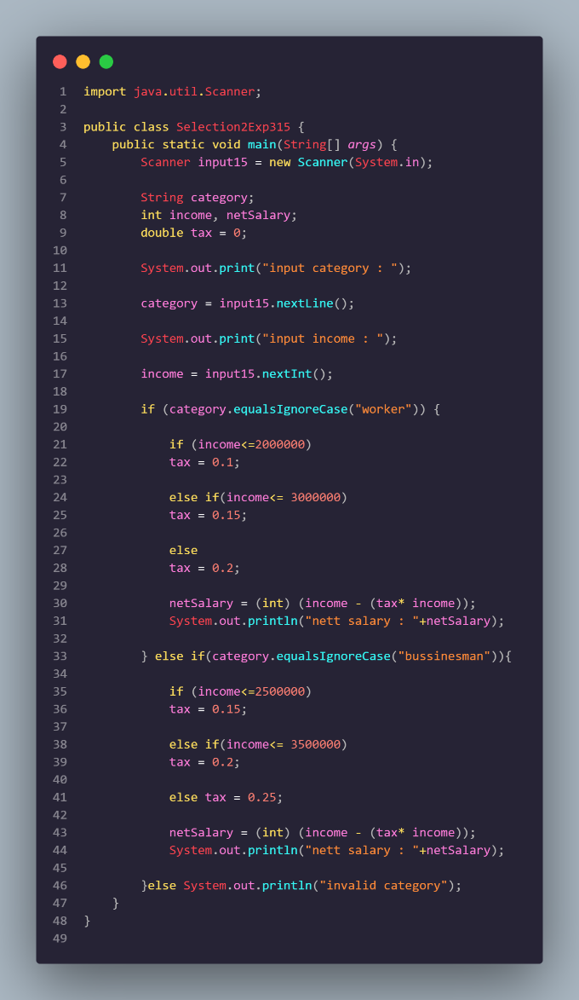 1 import java.util.Scanner;
2
3 public class Selection2Exp315 {
4     public static void main(String[] args) {
5         Scanner input15 = new Scanner(System.in);
6
7         String category;
8         int income, netSalary;
9         double tax = 0;
10
11         System.out.print("input category : ");
12
13         category = input15.nextLine();
14
15         System.out.print("input income : ");
16
17         income = input15.nextInt();
18
19         if (category.equalsIgnoreCase("worker")) {
20
21             if (income<=2000000)
22             tax = 0.1;
23
24             else if(income<= 3000000)
25             tax = 0.15;
26
27             else
28             tax = 0.2;
29
30             netSalary = (int) (income - (tax* income));
31             System.out.println("nett salary : "+netSalary);
32
33         } else if(category.equalsIgnoreCase("bussinesman")){
34
35             if (income<=2500000)
36             tax = 0.15;
37
38             else if(income<= 3500000)
39             tax = 0.2;
40
41             else tax = 0.25;
42
43             netSalary = (int) (income - (tax* income));
44             System.out.println("nett salary : "+netSalary);
45
46         }else System.out.println("invalid category");
47     }
48 }
49